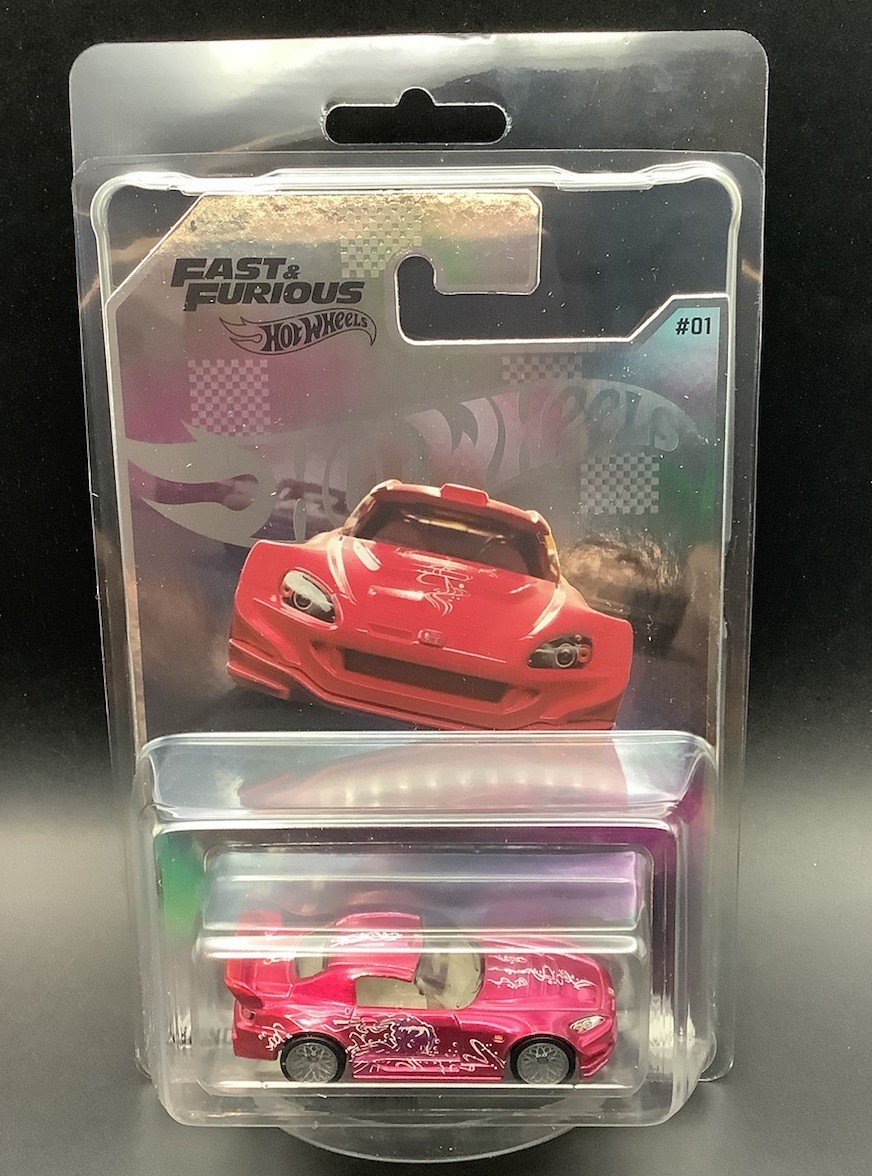 FAST &
FURIOUS
HOT WHEELS
#01
HOT WHEELS